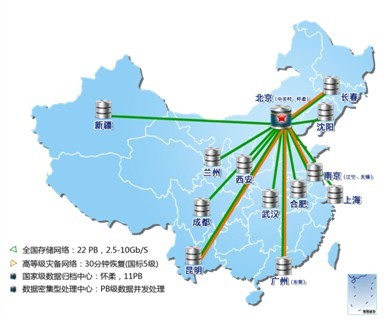 北京（中关村、怀柔）
长春
沈阳
新疆
兰州
西安
南京（江宁、无锡）
上海
合肥
武汉
成都
昆明
广州（东莞）
全国存储网络：22 PB，2.5-10Gb/S
高等级灾备网络：30分钟恢复(国标5级)
国家级数据归档中心：怀柔，11PB
数据密集型处理中心：PB级数据并发处理